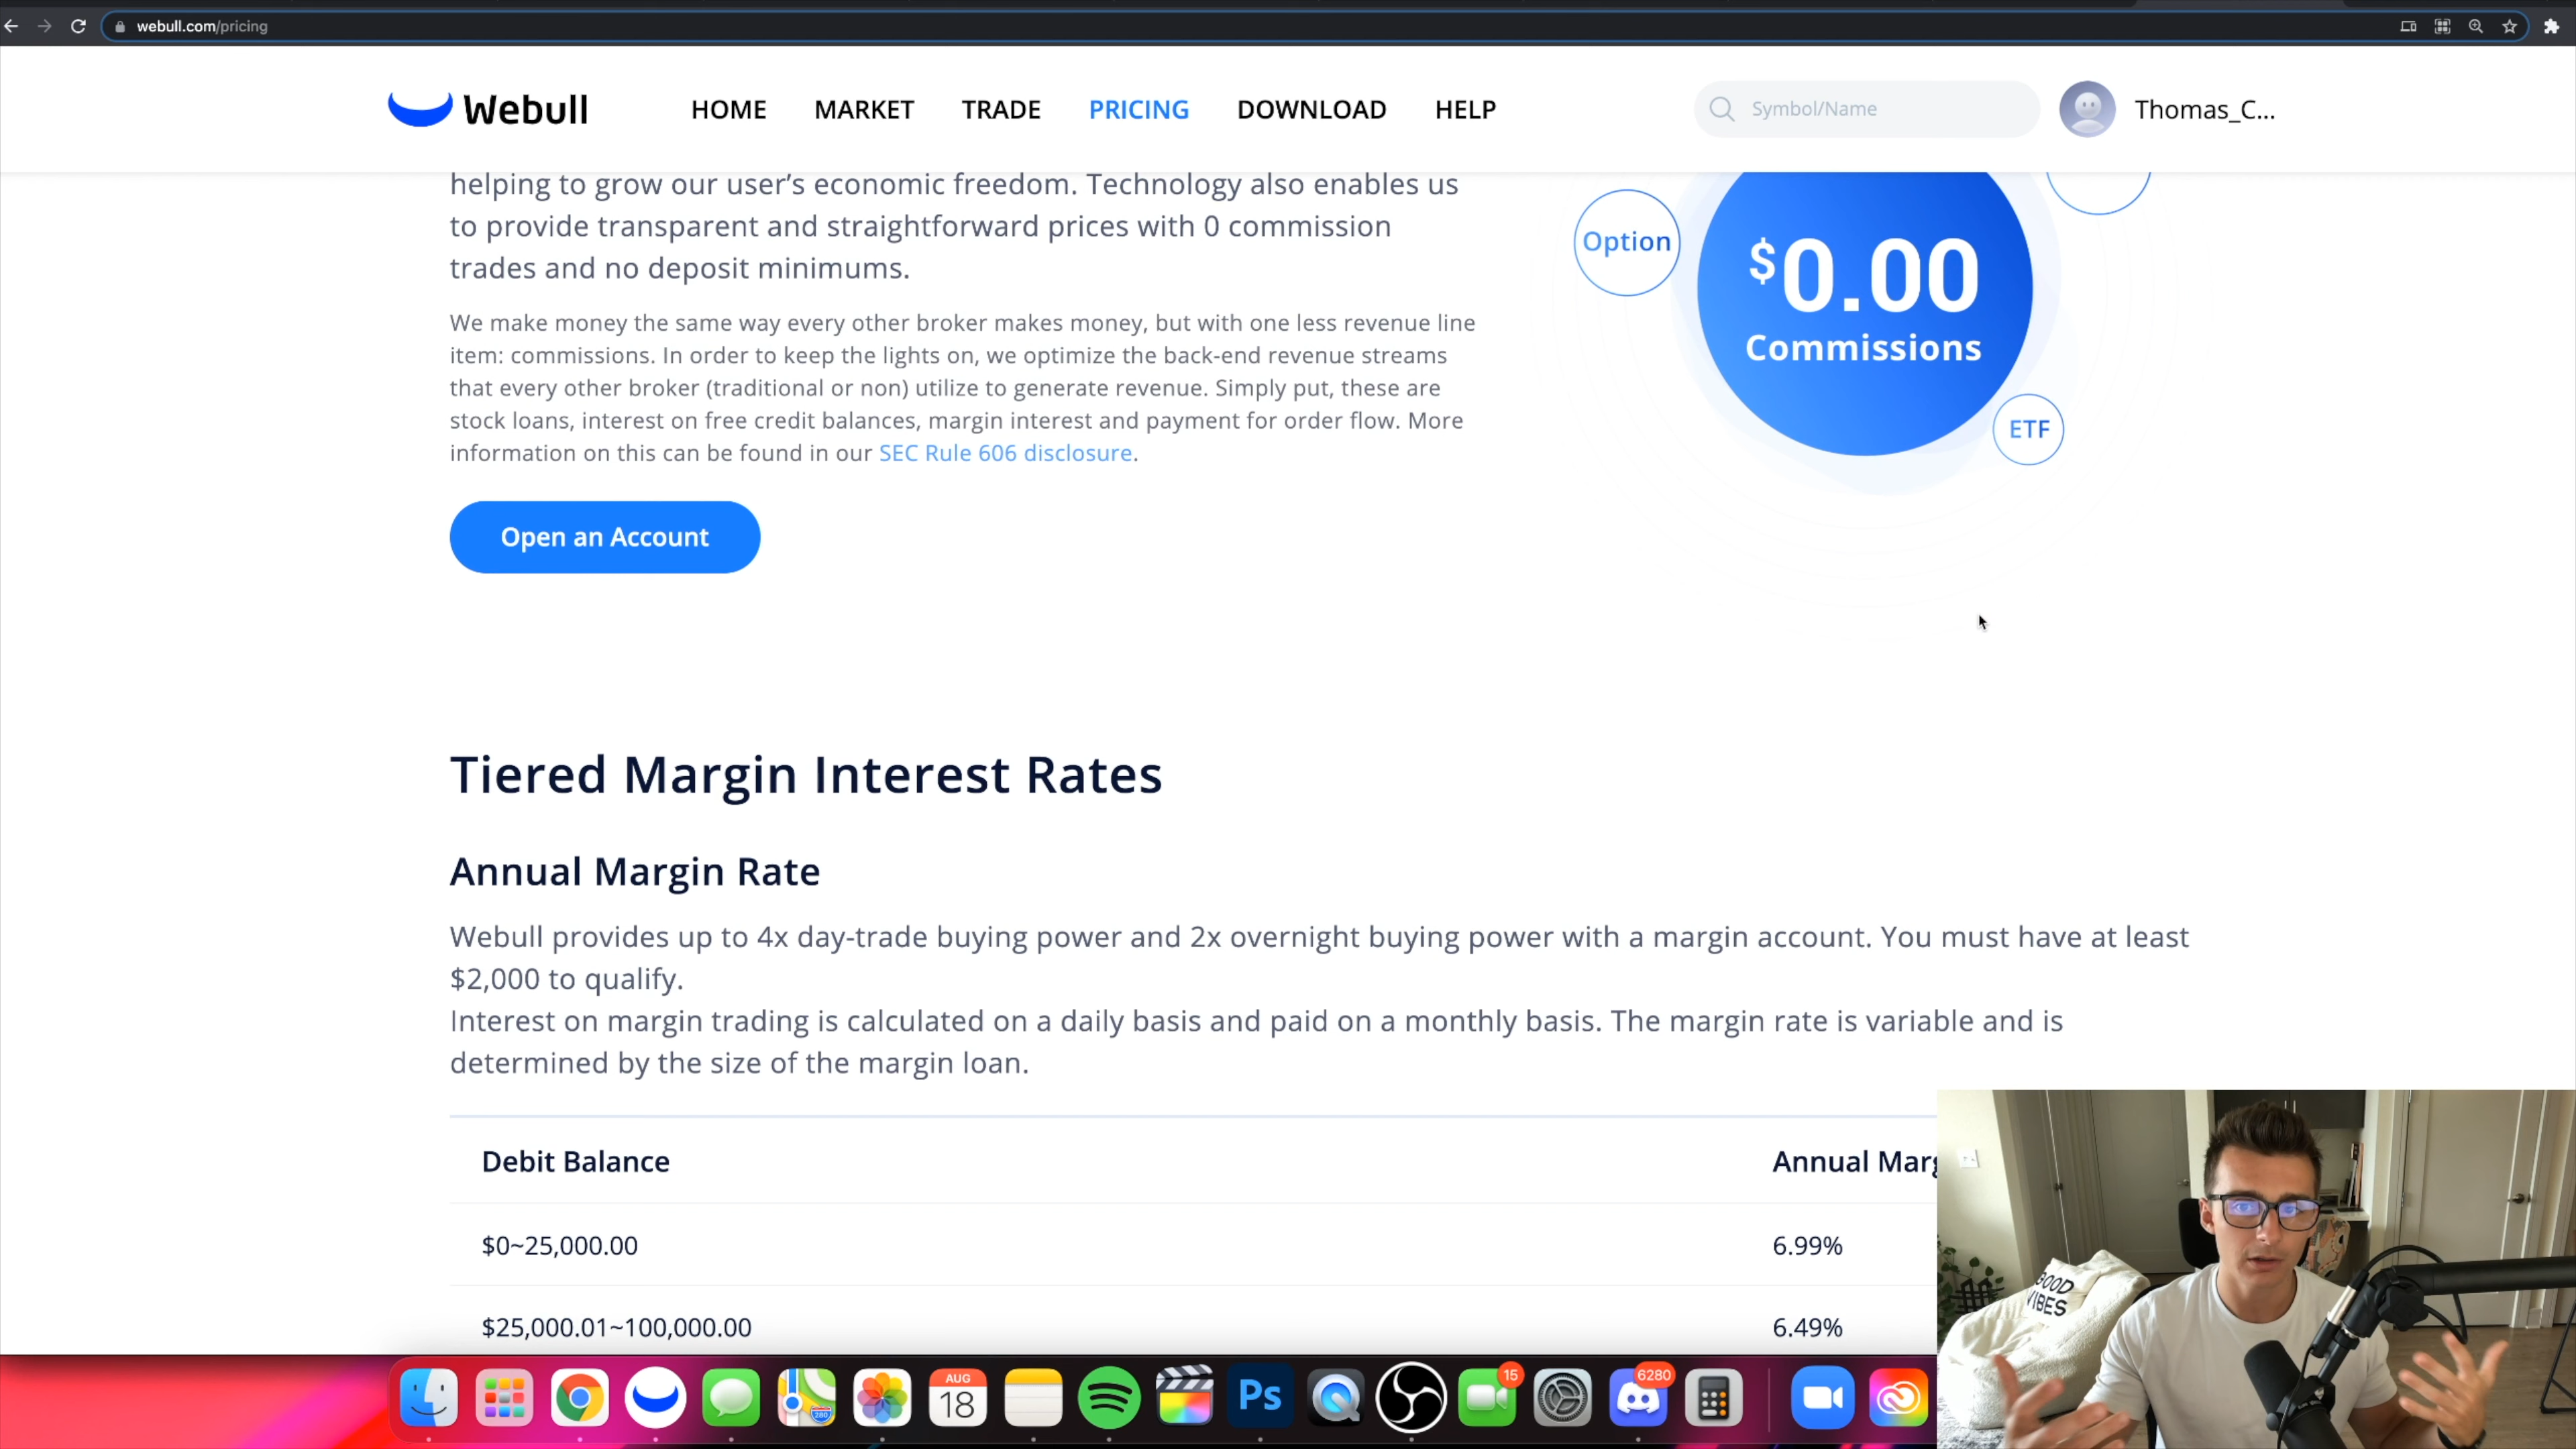 webull.com/pricing
Webull
HOME MARKET TRADE PRICING DOWNLOAD HELP
Symbol/Name
Thomas_C...
helping to grow our user’s economic freedom. Technology also enables us
to provide transparent and straightforward prices with 0 commission
trades and no deposit minimums.
We make money the same way every other broker makes money, but with one less revenue line
item: commissions. In order to keep the lights on, we optimize the back-end revenue streams
that every other broker (traditional or non) utilize to generate revenue. Simply put, these are
stock loans, interest on free credit balances, margin interest and payment for order flow. More
information on this can be found in our SEC Rule 606 disclosure.
Open an Account
Option
$0.00
Commissions
ETF
Tiered Margin Interest Rates
Annual Margin Rate
Webull provides up to 4x day-trade buying power and 2x overnight buying power with a margin account. You must have at least
$2,000 to qualify.
Interest on margin trading is calculated on a daily basis and paid on a monthly basis. The margin rate is variable and is
determined by the size of the margin loan.
Debit Balance Annual Marg
$0~25,000.00 6.99%
$25,000.01~100,000.00 6.49%
GOOD
VIBES
280
AUG
18
Ps
15
6280